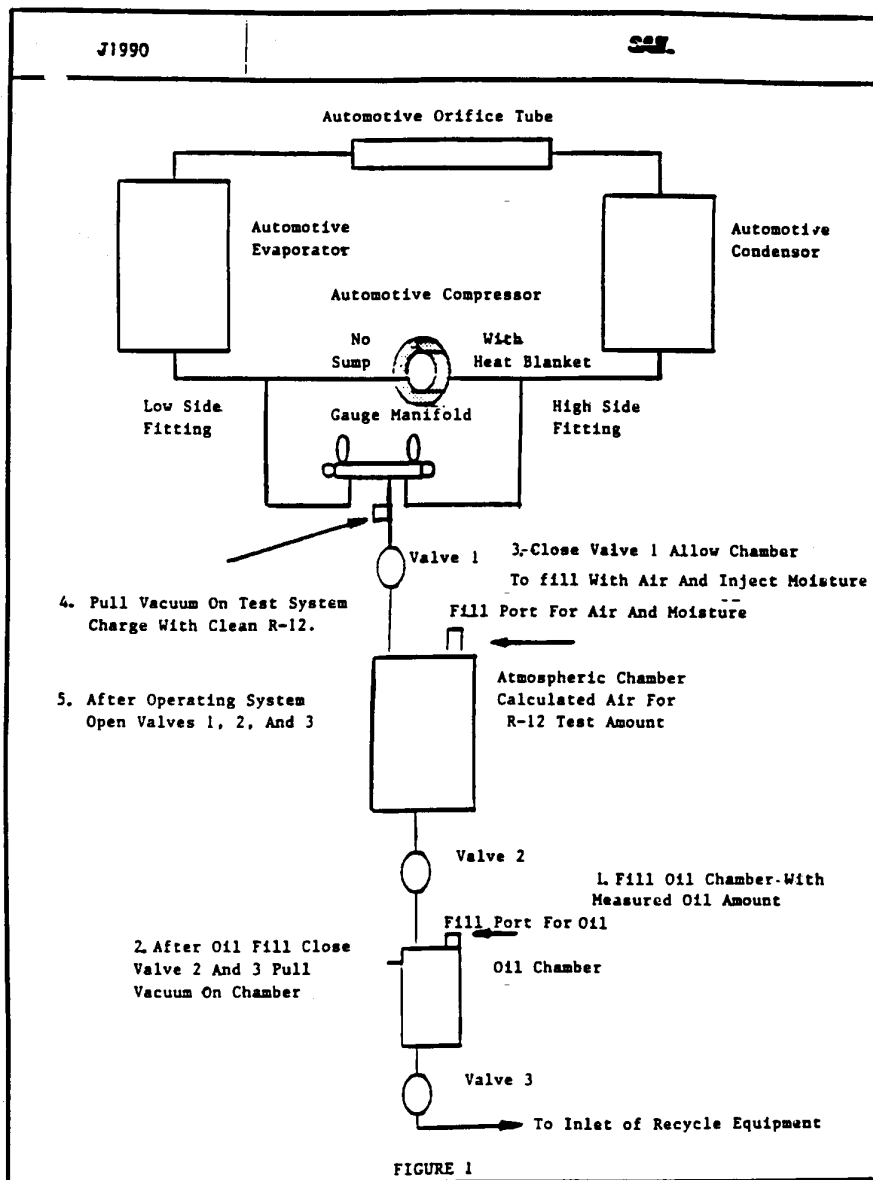 J1990
SAE.
Automotive Orifice Tube
Automotive
Evaporator
Automotive
Condensor
Automotive Compressor
No
Sump
With
Heat Blanket
Low Side
Fitting
Gauge Manifold
High Side
Fitting
Valve 1
3.-Close Valve 1 Allow Chamber
To fill With Air And Inject Moisture
4. Pull Vacuum On Test System
Charge With Clean R-12.
Fill Port For Air And Moisture
5. After Operating System
Open Valves 1, 2, And 3
Atmospheric Chamber
Calculated Air For
R-12 Test Amount
Valve 2
1. Fill Oil Chamber-With
Measured Oil Amount
Fill Port For Oil
2. After Oil Fill Close
Valve 2 And 3 Pull
Vacuum On Chamber
Oil Chamber
Valve 3
To Inlet of Recycle Equipment
FIGURE 1